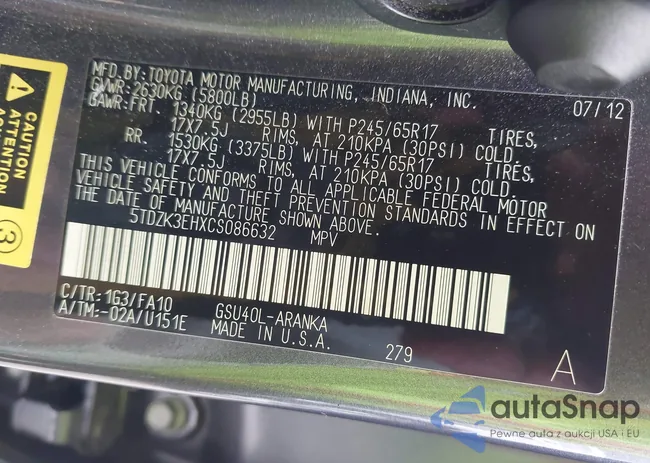 CAUTION
ATTENTION
3
MFD.BY:TOYOTA MOTOR MANUFACTURING, INDIANA, INC.
07/12
GVWR:2630KG (5800LB)
GAWR:FRT. 1340KG (2955LB) WITH P245/65R17 TIRES,
17X7.5J RIMS, AT 210KPA (30PSI) COLD.
RR. 1530KG (3375LB) WITH P245/65R17 TIRES,
17X7.5J RIMS, AT 210KPA (30PSI) COLD.
THIS VEHICLE CONFORMS TO ALL APPLICABLE FEDERAL MOTOR
VEHICLE SAFETY AND THEFT PREVENTION STANDARDS IN EFFECT ON
THE DATE OF MANUFACTURE SHOWN ABOVE.
5TDZK3EHXCS086632 MPV
C/TR:1G3/FA10 GSU40L-ARANKA
A/TM:-02A/U151E MADE IN U.S.A.
279
A
autaSnap
Pewne auta z aukcji USA i EU